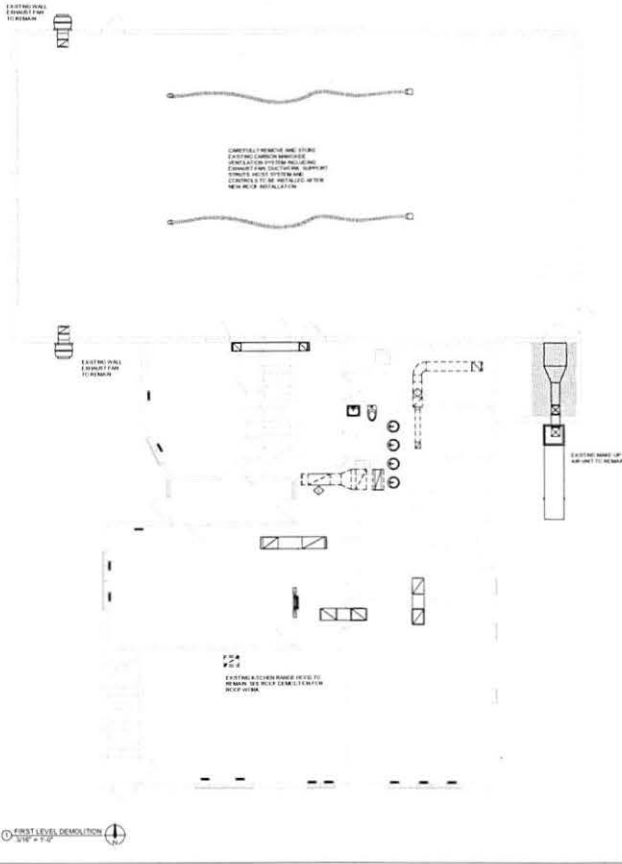 EXISTING WALL
EXHAUST FAN
TO REMAIN
CAREFULLY REMOVE AND STORE
EXISTING CARBON MONOXIDE
VENTILATION SYSTEM INCLUDING
EXHAUST FAN, DUCTWORK, SUPPORT
STRUTS, HOIST SYSTEM AND
CONTROLS TO BE INSTALLED AFTER
NEW ROOF INSTALLATION
EXISTING WALL
EXHAUST FAN
TO REMAIN
EXISTING MAKE-UP
AIR UNIT TO REMAIN
EXISTING KITCHEN RANGE HOOD TO
REMAIN. SEE ROOF DEMOLITION FOR
ROOF WORK
1 FIRST LEVEL DEMOLITION
3/16" = 1'-0"
N